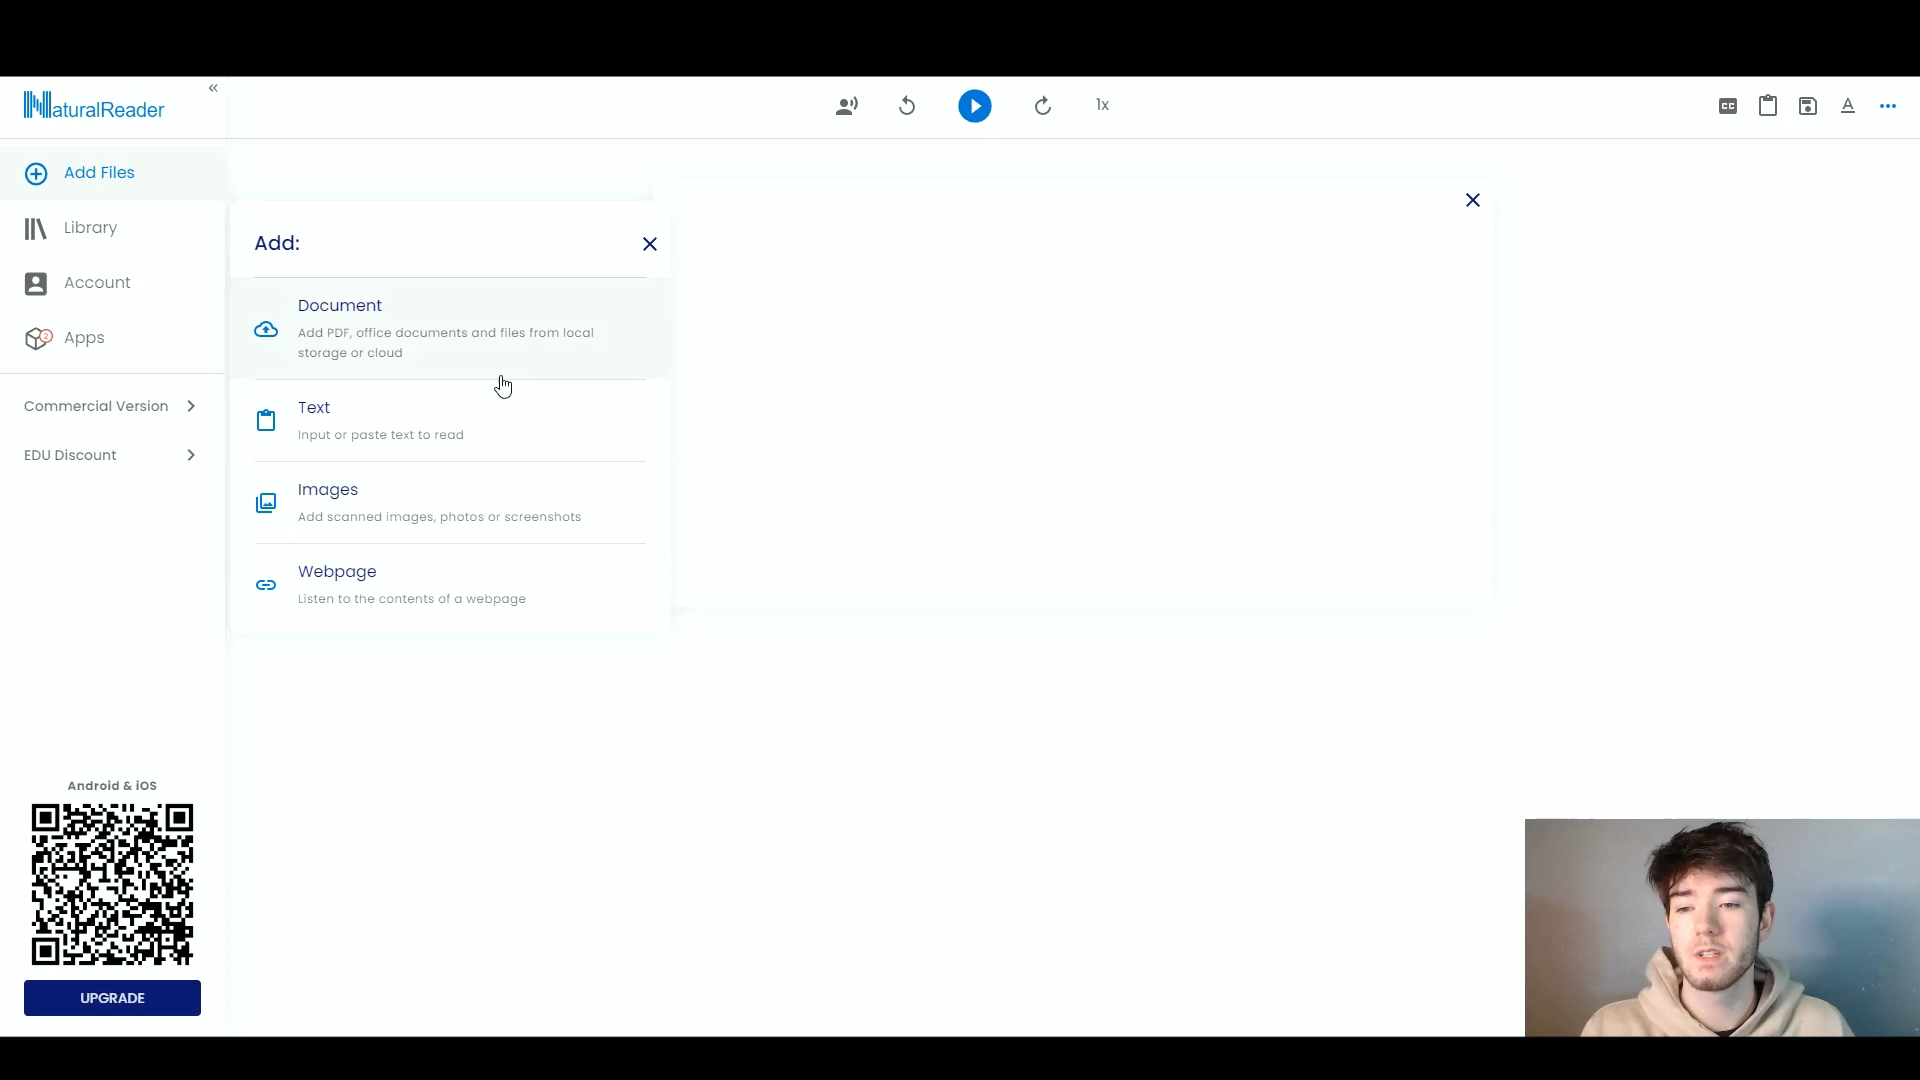 NaturalReader
1x
CC
Add Files
Library
Account
2
Apps
Commercial Version
EDU Discount
Add:
Document
Add PDF, office documents and files from local
storage or cloud
Text
Input or paste text to read
Images
Add scanned images, photos or screenshots
Webpage
Listen to the contents of a webpage
Android & iOS
UPGRADE